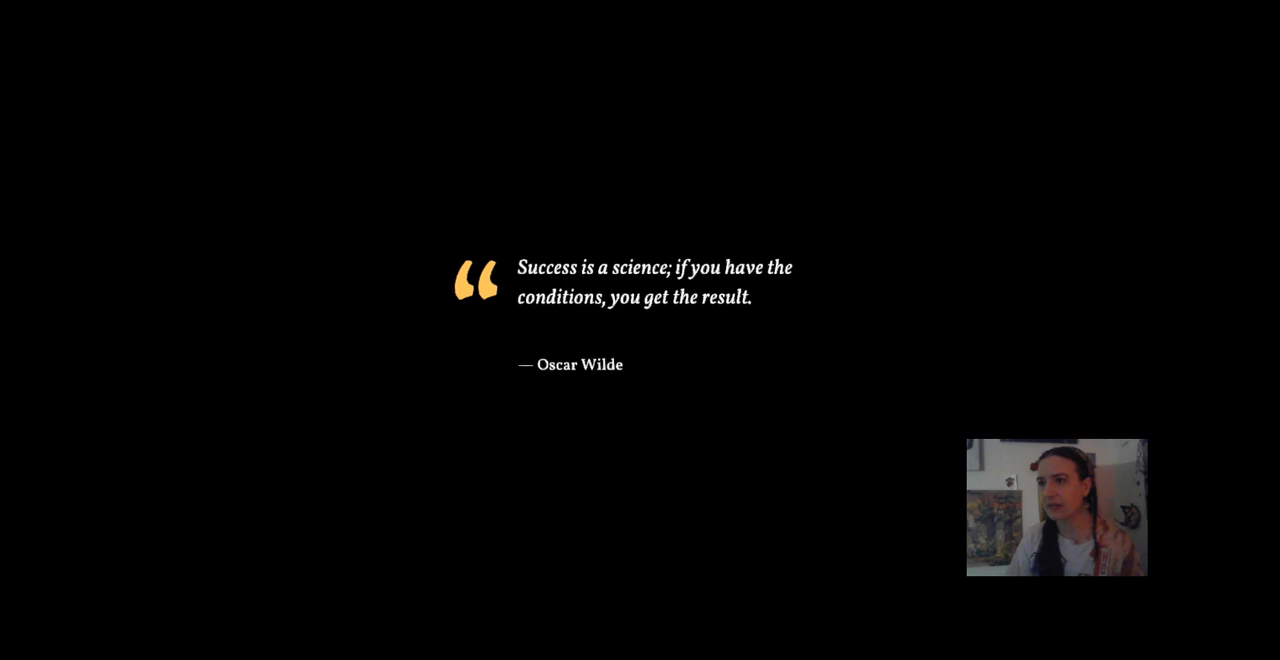 “ Success is a science; if you have the
conditions, you get the result.
— Oscar Wilde